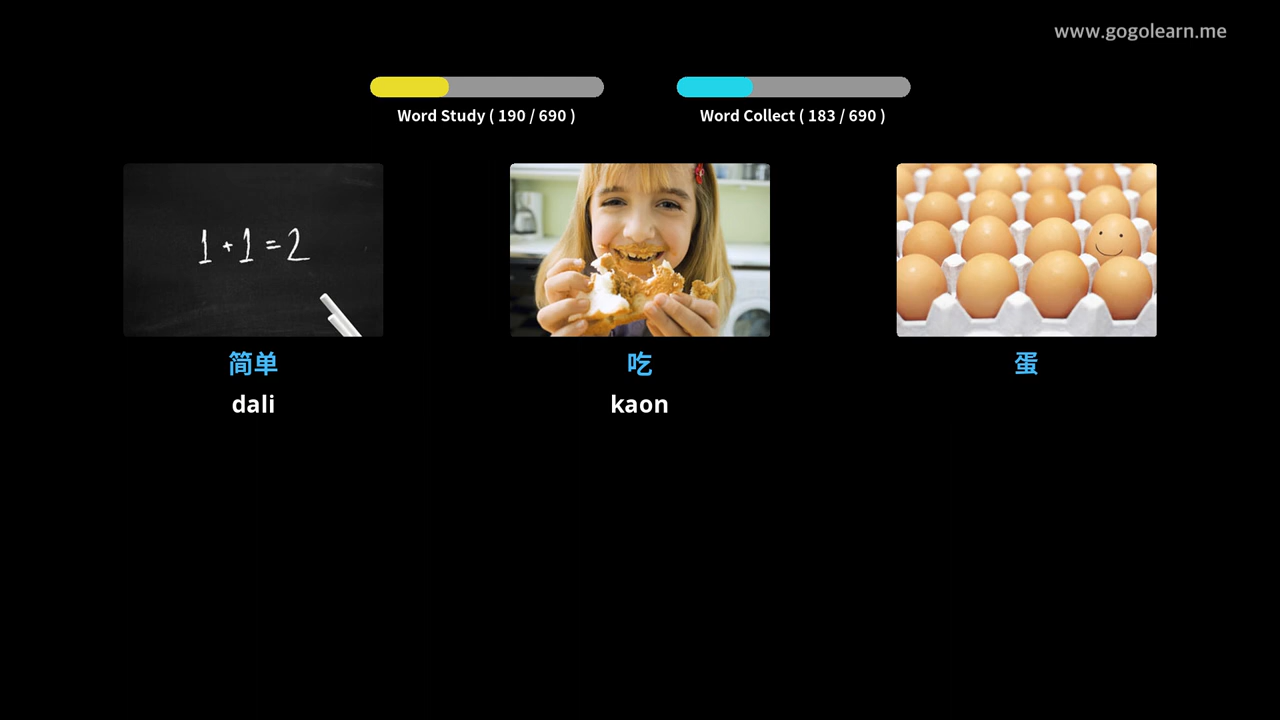 www.gogolearn.me
Word Study ( 190 / 690 )
Word Collect ( 183 / 690 )
1 + 1 = 2
简单
吃
蛋
dali
kaon